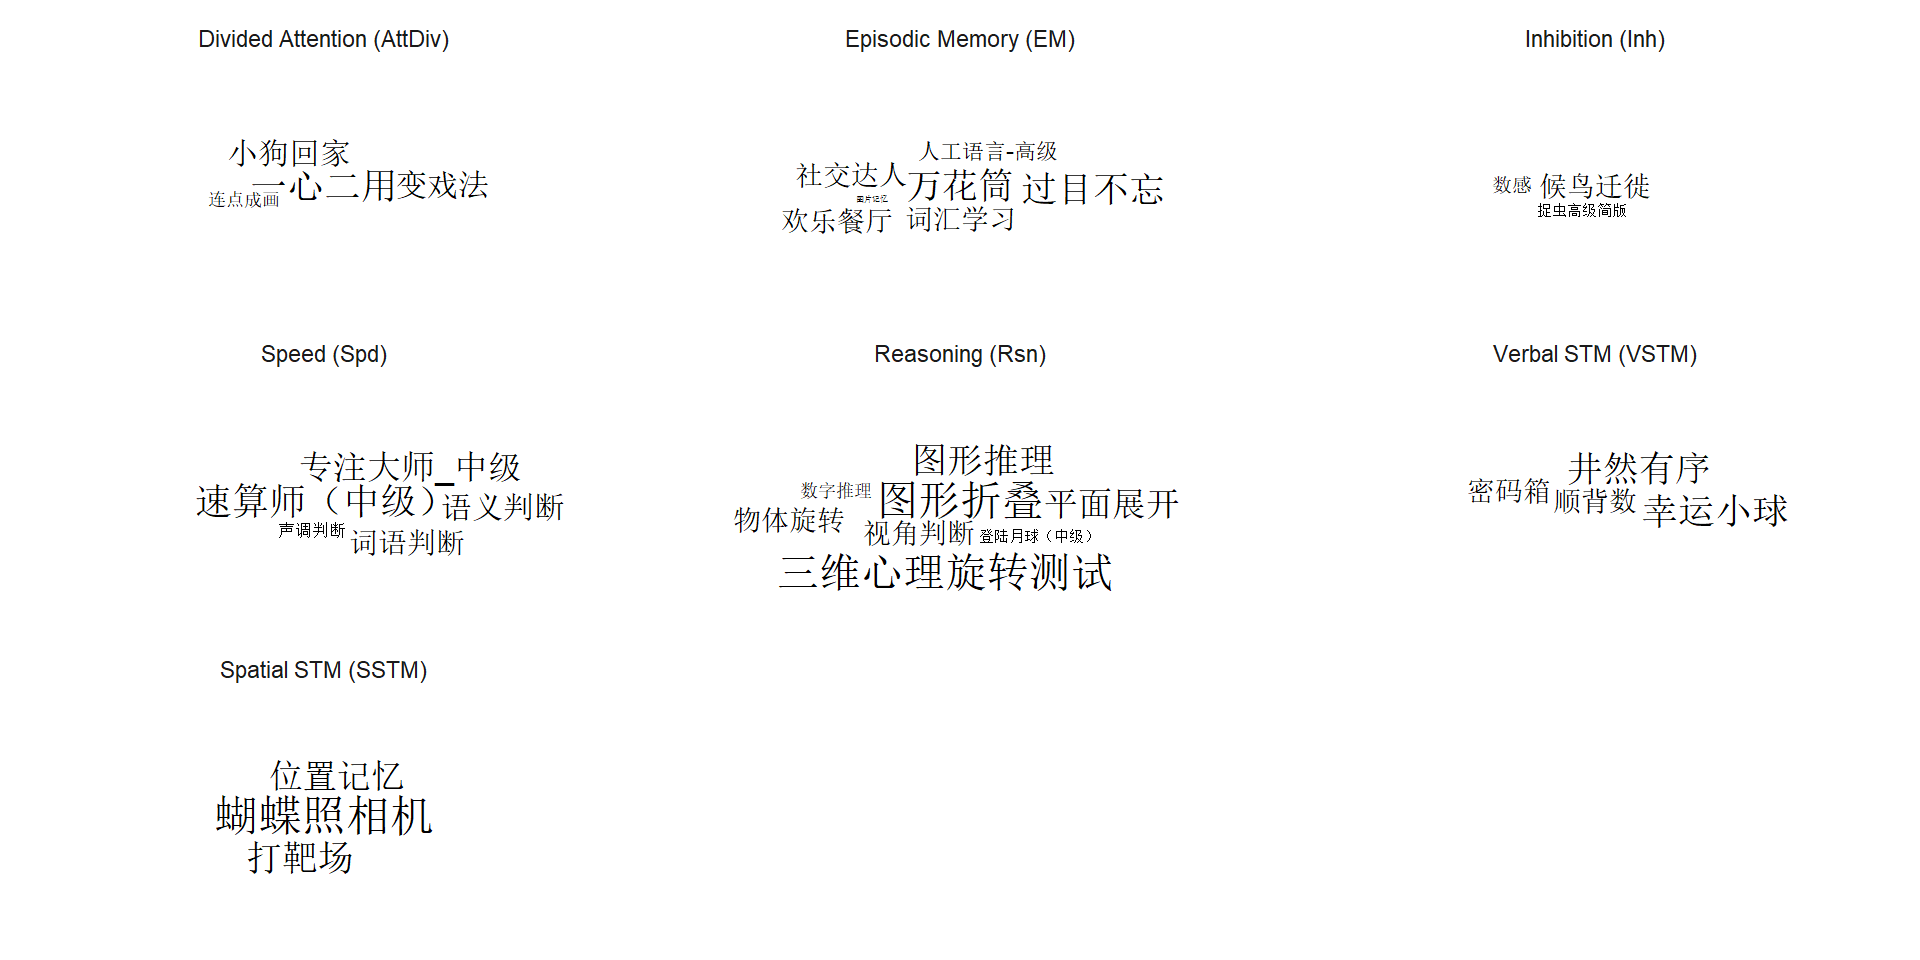 Divided Attention (AttDiv)
小狗回家
一心二用 变戏法
连点成画
Episodic Memory (EM)
人工语言-高级
社交达人
万花筒 过目不忘
图片记忆
欢乐餐厅 词汇学习
Inhibition (Inh)
数感 候鸟迁徙
捉虫高级简版
Speed (Spd)
专注大师_中级
速算师（中级） 语义判断
声调判断
词语判断
Reasoning (Rsn)
图形推理
数字推理
图形折叠 平面展开
物体旋转
视角判断 登陆月球（中级）
三维心理旋转测试
Verbal STM (VSTM)
井然有序
密码箱 顺背数
幸运小球
Spatial STM (SSTM)
位置记忆
蝴蝶照相机
打靶场